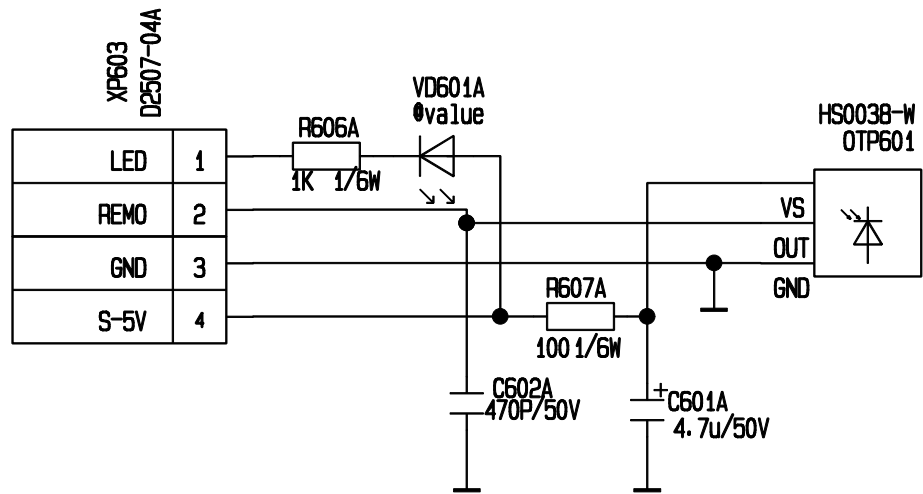 XP603
D2507-04A
VD601A
@value
HS0038-W
OTP601
R606A
LED 1
1K 1/6W
REMO 2
VS
GND 3
OUT
R607A
GND
S-5V 4
100 1/6W
C602A
470P/50V
+
C601A
4.7u/50V